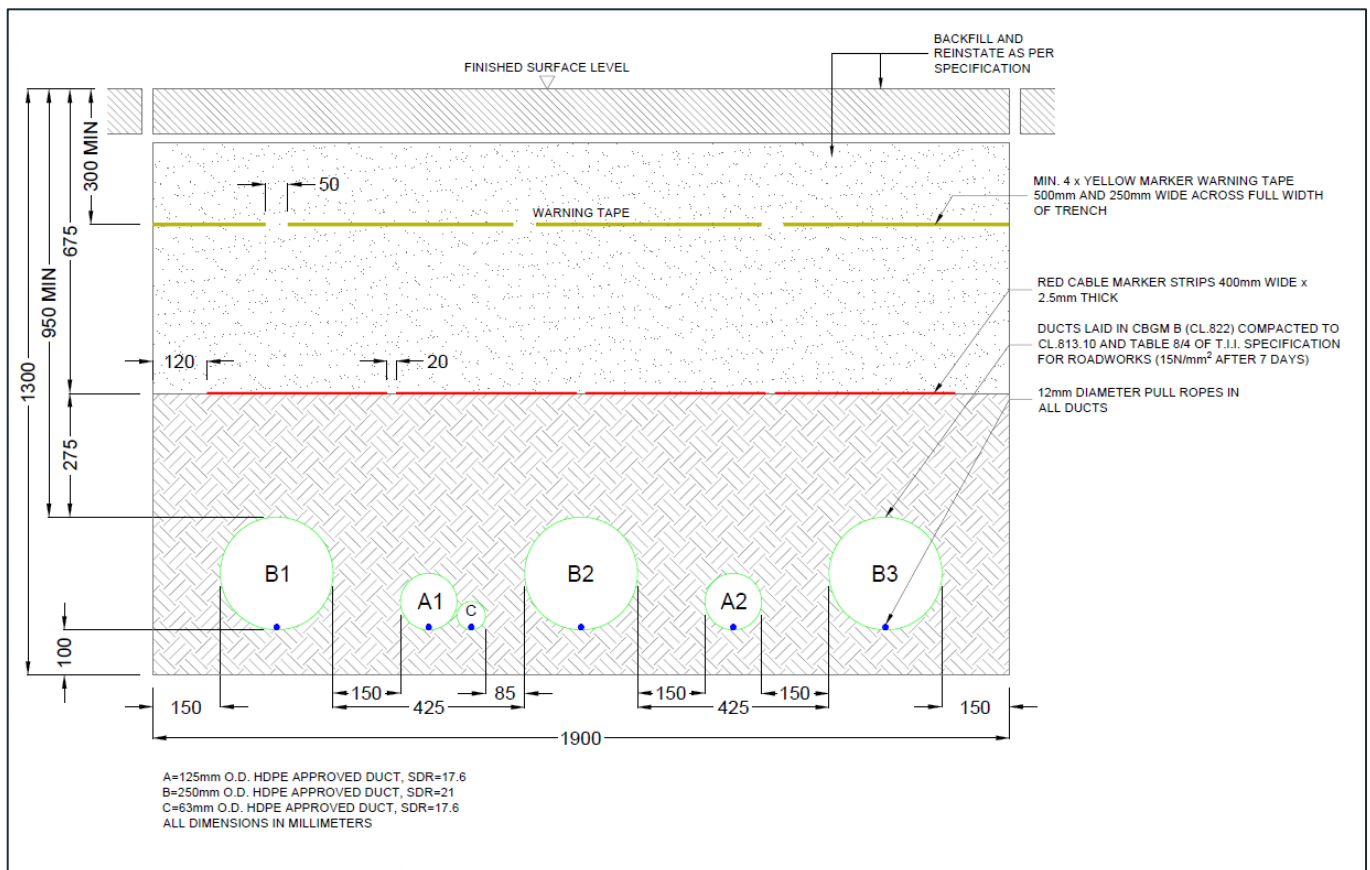 BACKFILL AND
REINSTATE AS PER
SPECIFICATION
FINISHED SURFACE LEVEL
300 MIN
50
WARNING TAPE
MIN. 4 x YELLOW MARKER WARNING TAPE
500mm AND 250mm WIDE ACROSS FULL WIDTH
OF TRENCH
675
950 MIN
1300
RED CABLE MARKER STRIPS 400mm WIDE x
2.5mm THICK
120
20
DUCTS LAID IN CBGM B (CL.822) COMPACTED TO
CL.813.10 AND TABLE 8/4 OF T.I.I. SPECIFICATION
FOR ROADWORKS (15N/mm² AFTER 7 DAYS)
12mm DIAMETER PULL ROPES IN
ALL DUCTS
275
B1
A1
C
B2
A2
B3
100
150
150
425
85
150
425
150
150
1900
A=125mm O.D. HDPE APPROVED DUCT, SDR=17.6
B=250mm O.D. HDPE APPROVED DUCT, SDR=21
C=63mm O.D. HDPE APPROVED DUCT, SDR=17.6
ALL DIMENSIONS IN MILLIMETERS